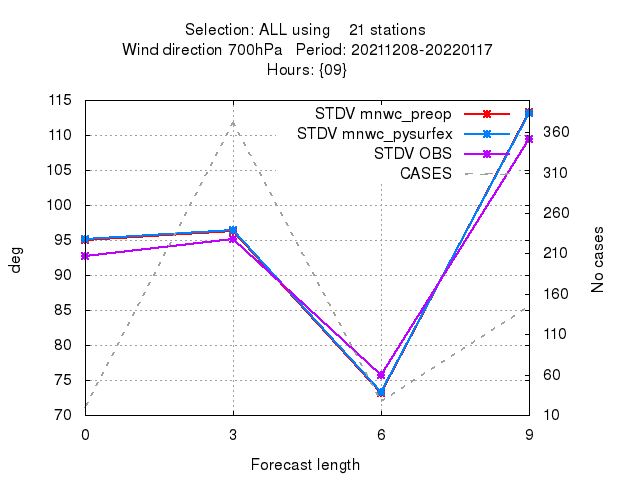 Selection: ALL using    21 stations
Wind direction 700hPa   Period: 20211208-20220117
Hours: {09}
STDV mnwc_preop
STDV mnwc_pysurfex
STDV OBS
CASES
115
110
105
100
95
90
85
80
75
70
deg
360
310
260
210
160
110
60
10
No cases
0 3 6 9
Forecast length